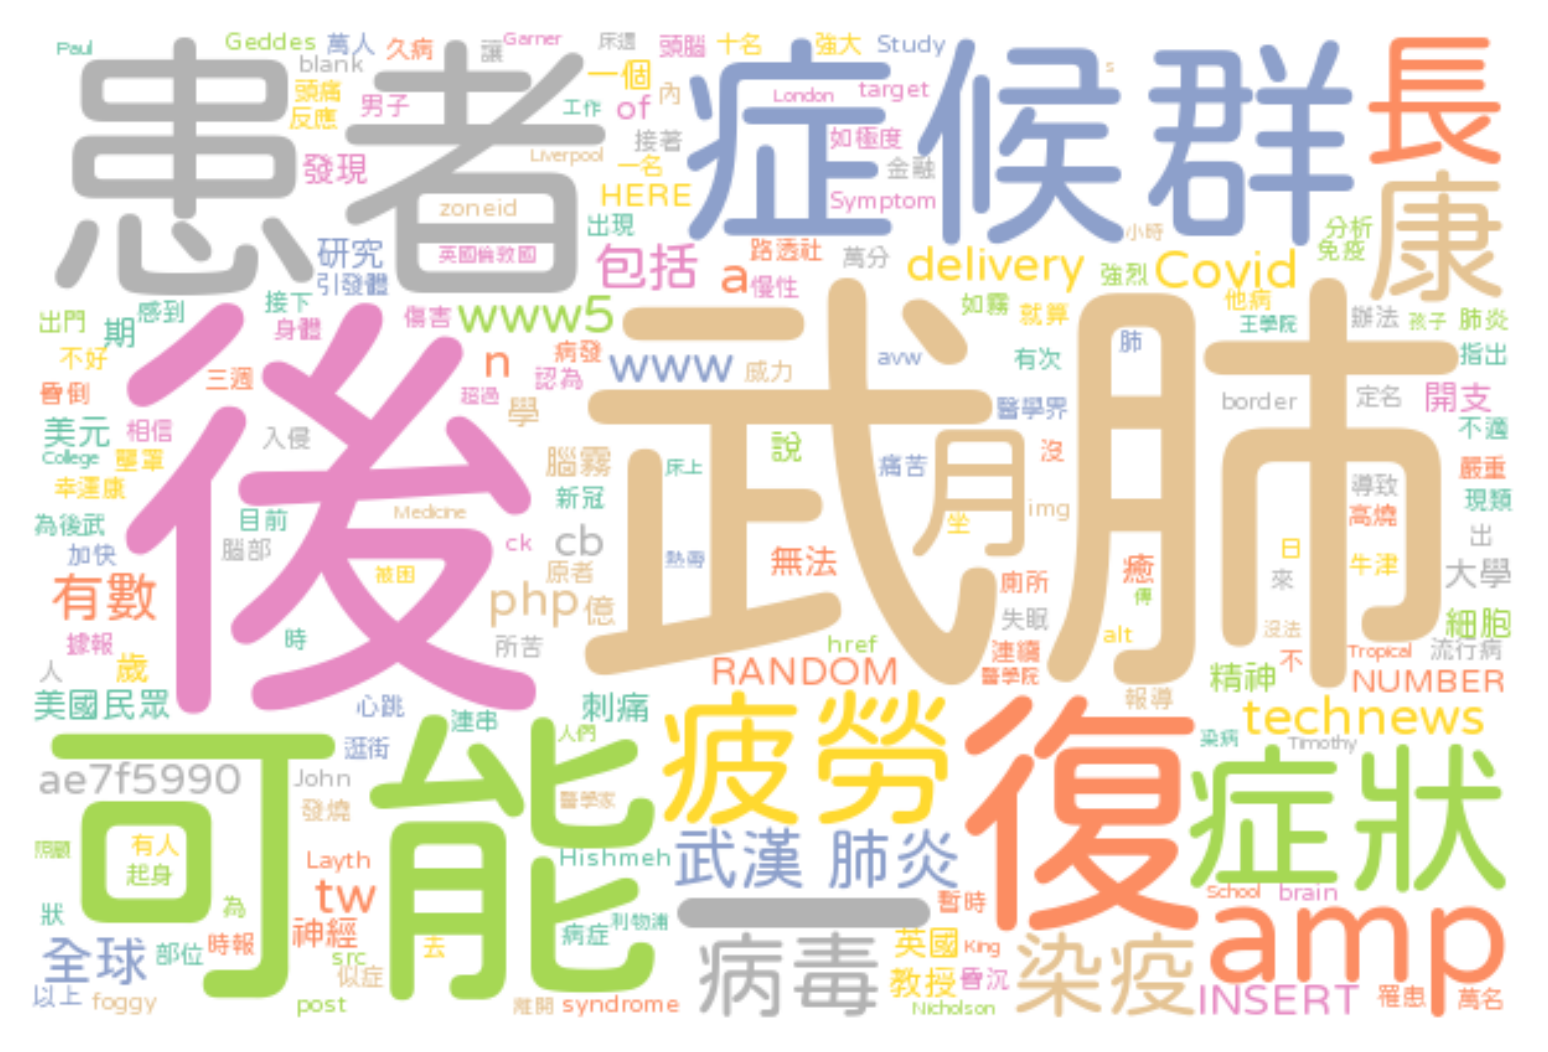 Paul
Geddes
萬人
久病
讓
Garner
床邊
頭腦
十名
強大
Study
blank
一個
患者
症候群
長
頭痛
男子
工作
of
內
London
target
s
反應
接著
如極度
發現
Liverpool
一名
金融
HERE
Symptom
康
zoneid
出現
小時
分析
研究
英國倫敦國
包括
路透社
萬分
delivery
強烈
Covid
免疫
引發體
a
慢性
感到
接下
他病
出門
期
身體
傷害
www5
如霧
就算
王學院
辦法
孩子
肺炎
後
武肺
不好
n
病發
www
威力
avw
有次
肺
指出
昏倒
三週
超過
認為
學
醫學界
border
定名
開支
美元
相信
入侵
說
月
沒
不適
College
壟罩
腦霧
床上
痛苦
嚴重
幸運康
新冠
導致
現類
為後武
目前
Medicine
img
坐
高燒
加快
腦部
ck
cb
熱帶
無法
日
出
被困
原者
廁所
癒
來
牛津
大學
有數
php
億
傳
失眠
細胞
據報
時
所苦
href
連續
alt
沒法
人
歲
RANDOM
醫學院
不
Tropical
流行病
精神
NUMBER
美國民眾
心跳
刺痛
報導
technews
可能
連串
人們
疲勞
復
染病
Timothy
逛街
症狀
ae7f5990
John
醫學家
發燒
有人
照顧
Layth
Hishmeh
武漢 肺炎
起身
tw
School
brain
狀
為
一
暫時
amp
利物浦
神經
病症
全球
部位
時報
src
去
病毒
英國
King
染疫
似症
教授
昏沉
以上
foggy
post
離開
syndrome
Nicholson
INSERT
罹患
萬名